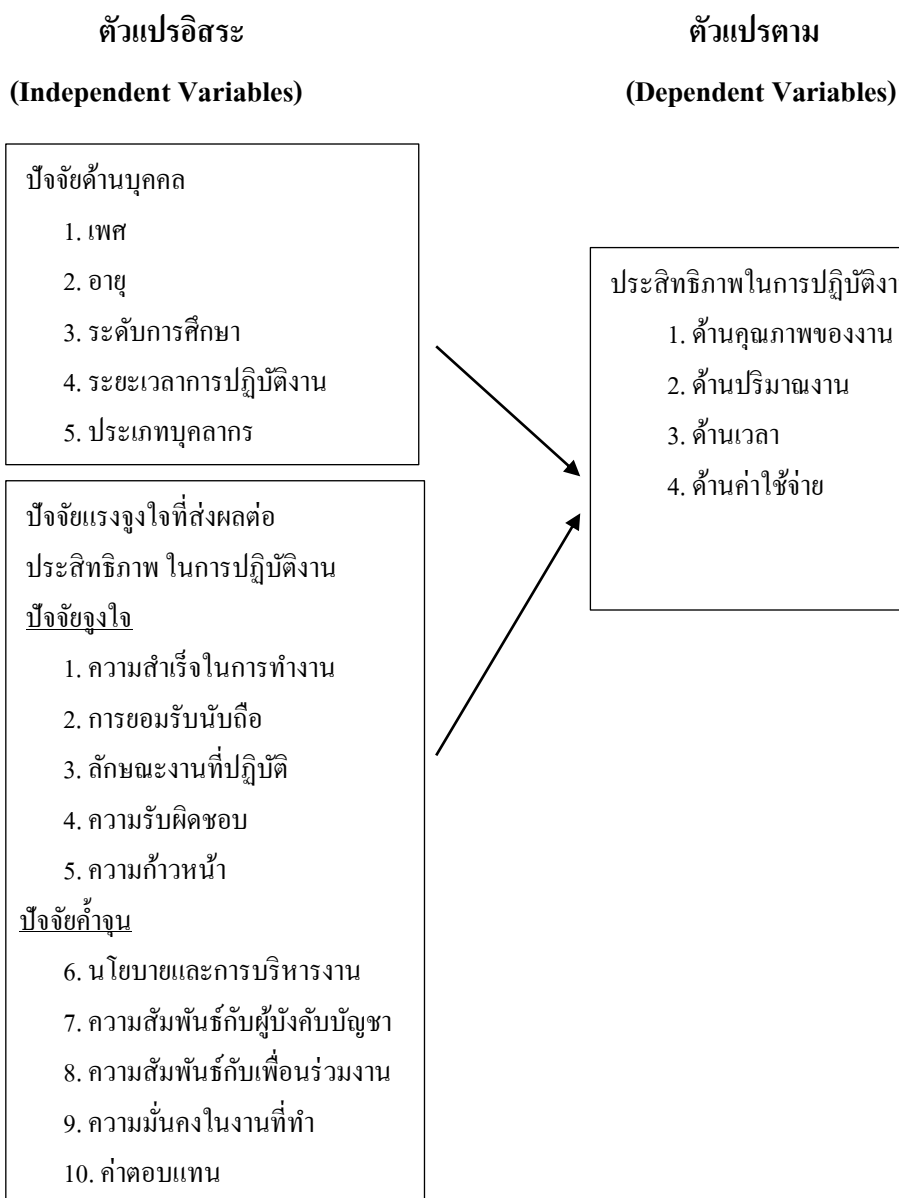 ตัวแปรอิสระ
(Independent Variables)
ปัจจัยด้านบุคคล
1. เพศ
2. อายุ
3. ระดับการศึกษา
4. ระยะเวลาการปฏิบัติงาน
5. ประเภทบุคลากร
ปัจจัยแรงจูงใจที่ส่งผลต่อ
ประสิทธิภาพ ในการปฏิบัติงาน
ปัจจัยจูงใจ
1. ความสำเร็จในการทำงาน
2. การยอมรับนับถือ
3. ลักษณะงานที่ปฏิบัติ
4. ความรับผิดชอบ
5. ความก้าวหน้า
ปัจจัยค้ำจุน
6. นโยบายและการบริหารงาน
7. ความสัมพันธ์กับผู้บังคับบัญชา
8. ความสัมพันธ์กับเพื่อนร่วมงาน
9. ความมั่นคงในงานที่ทำ
10. ค่าตอบแทน
ตัวแปรตาม
(Dependent Variables)
ประสิทธิภาพในการปฏิบัติงา
1. ด้านคุณภาพของงาน
2. ด้านปริมาณงาน
3. ด้านเวลา
4. ด้านค่าใช้จ่าย